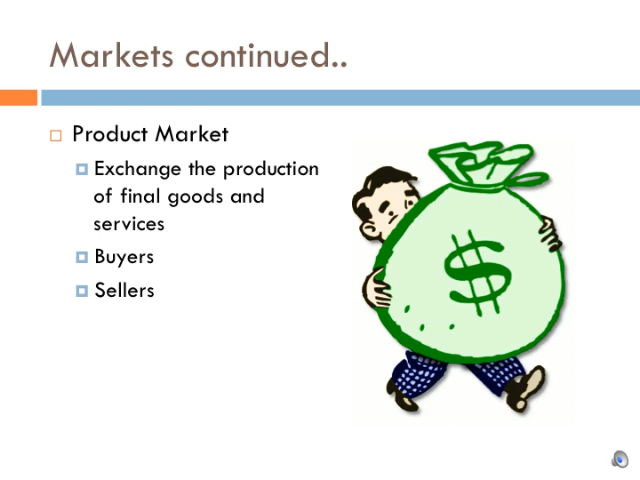 Markets continued..
Product Market
Exchange the production
of final goods and
services
Buyers
Sellers
$